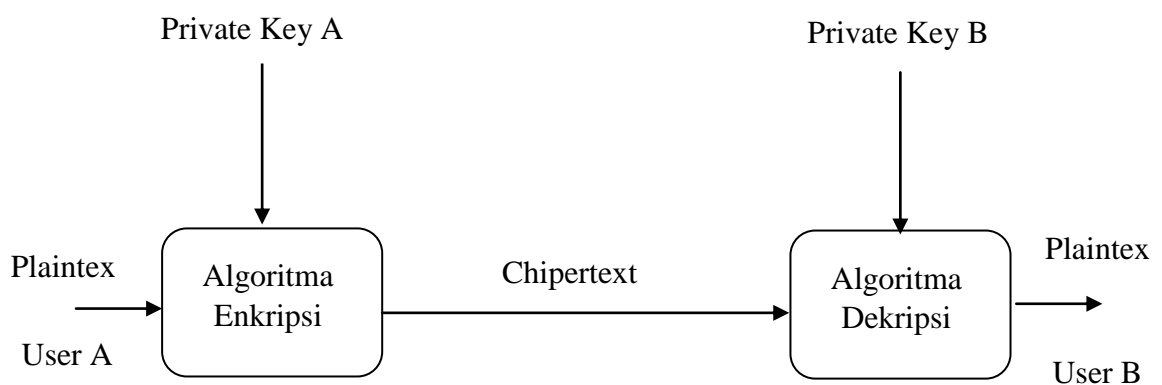 Private Key A
Private Key B
Plaintex
User A
Algoritma
Enkripsi
Chipertext
Algoritma
Dekripsi
Plaintex
User B